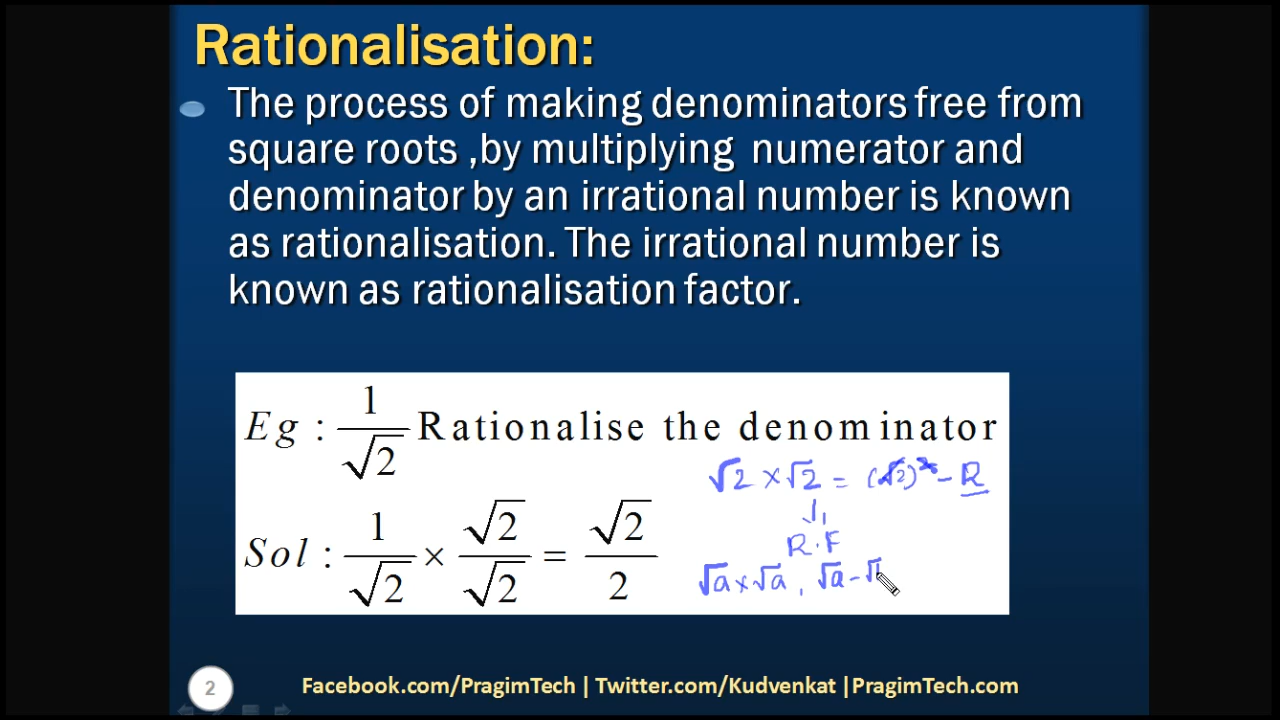 Rationalisation:
The process of making denominators free from
square roots ,by multiplying numerator and
denominator by an irrational number is known
as rationalisation. The irrational number is
known as rationalisation factor.
Eg : 1/√2 Rationalise the denominator
√2 × √2 = (√2)² - R
R.F
Sol : 1/√2 × √2/√2 = √2/2
√a × √a , √a - √
2
Facebook.com/PragimTech | Twitter.com/Kudvenkat |PragimTech.com